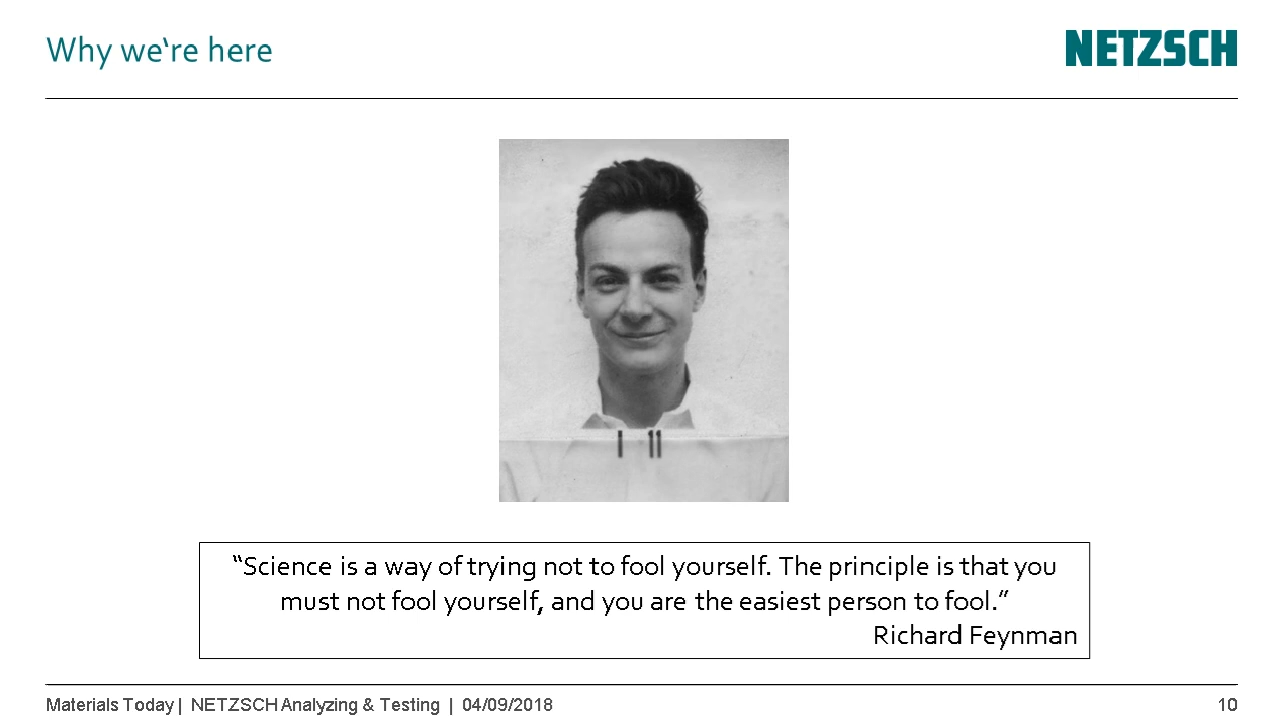 Why we‘re here
NETZSCH
I 11
“Science is a way of trying not to fool yourself. The principle is that you
must not fool yourself, and you are the easiest person to fool.”
Richard Feynman
Materials Today | NETZSCH Analyzing & Testing | 04/09/2018
10